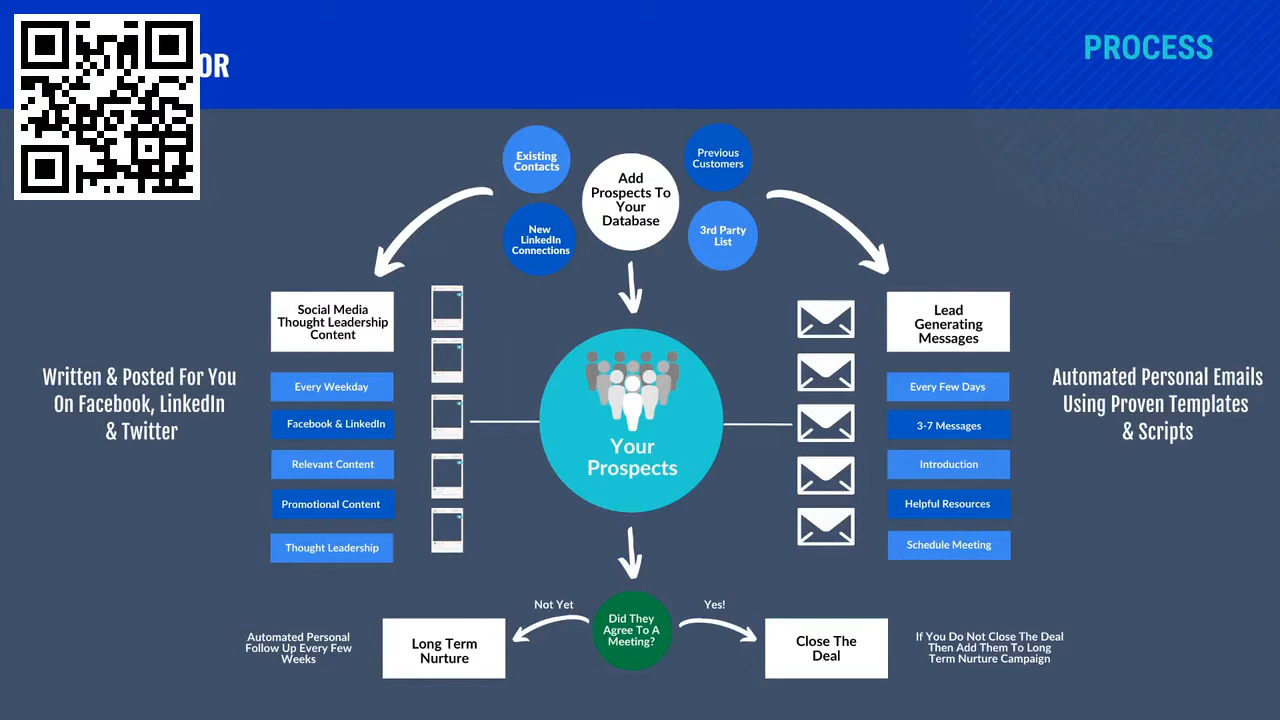 OR
PROCESS
Existing
Contacts
New
LinkedIn
Connections
Add
Prospects To
Your
Database
Previous
Customers
3rd Party
List
Written & Posted For You
On Facebook, LinkedIn
& Twitter
Social Media
Thought Leadership
Content
Every Weekday
Facebook & LinkedIn
Relevant Content
Promotional Content
Thought Leadership
Your
Prospects
Lead
Generating
Messages
Every Few Days
3-7 Messages
Introduction
Helpful Resources
Schedule Meeting
Automated Personal Emails
Using Proven Templates
& Scripts
Did They
Agree To A
Meeting?
Not Yet
Yes!
Automated Personal
Follow Up Every Few
Weeks
Long Term
Nurture
Close The
Deal
If You Do Not Close The Deal
Then Add Them To Long
Term Nurture Campaign